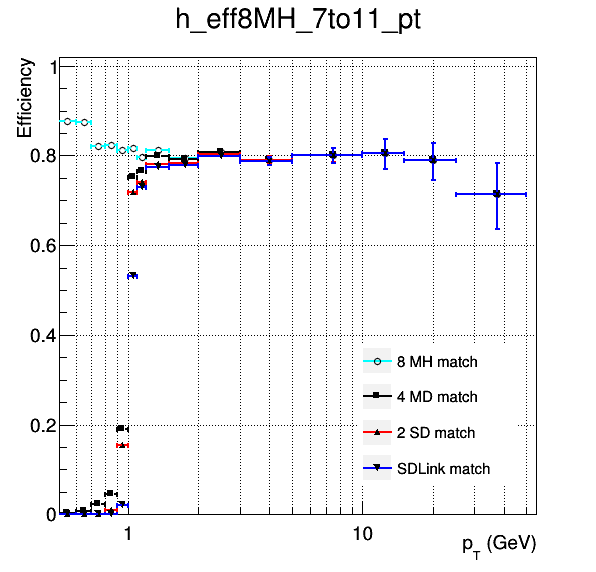 h_eff8MH_7to11_pt
Efficiency
1
0.8
0.6
0.4
0.2
0
8 MH match
4 MD match
2 SD match
SDLink match
1
10
p_T (GeV)